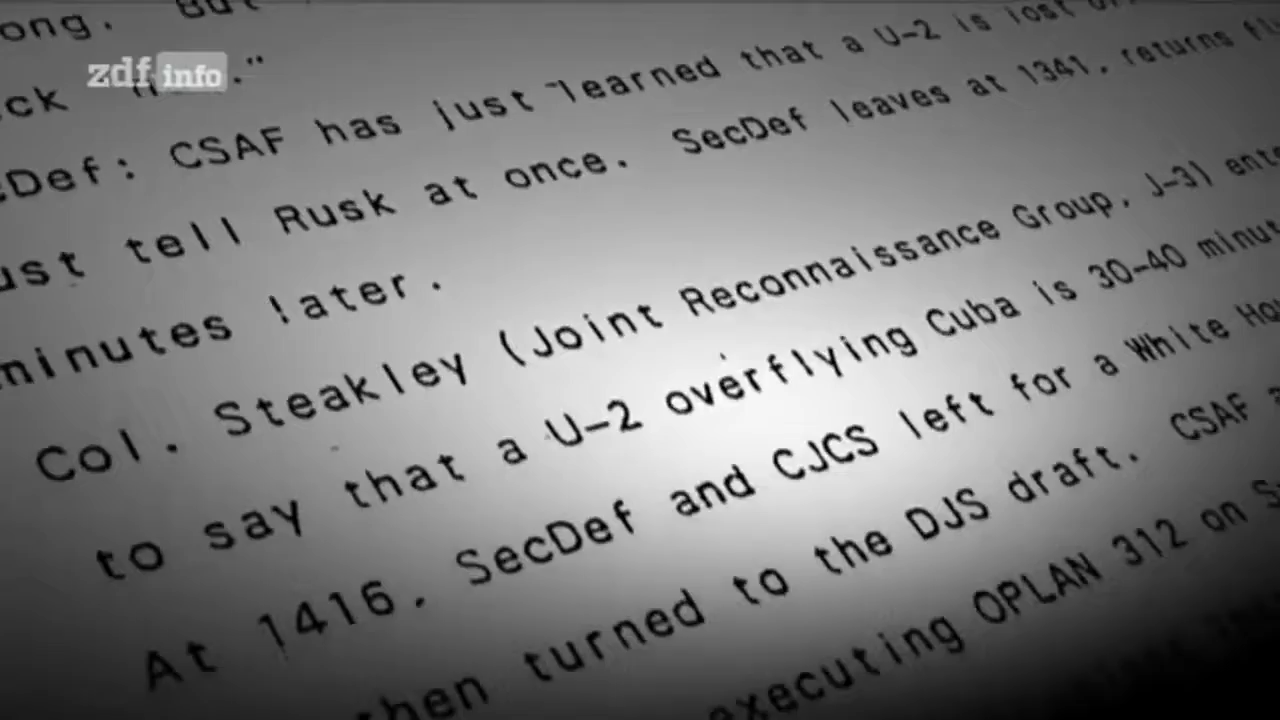 ong. But
zdf info
ck ."
Def: CSAF has just learned that a U-2 is lost
ust tell Rusk at once. SecDef leaves at 1341, returns
minutes later.
Col. Steakley (Joint Reconnaissance Group, J-3)
to say that a U-2 overflying Cuba is 30-40
At 1416, SecDef and CJCS left for a White
then turned to the DJS draft. CSAF
executing OPLAN 312 on